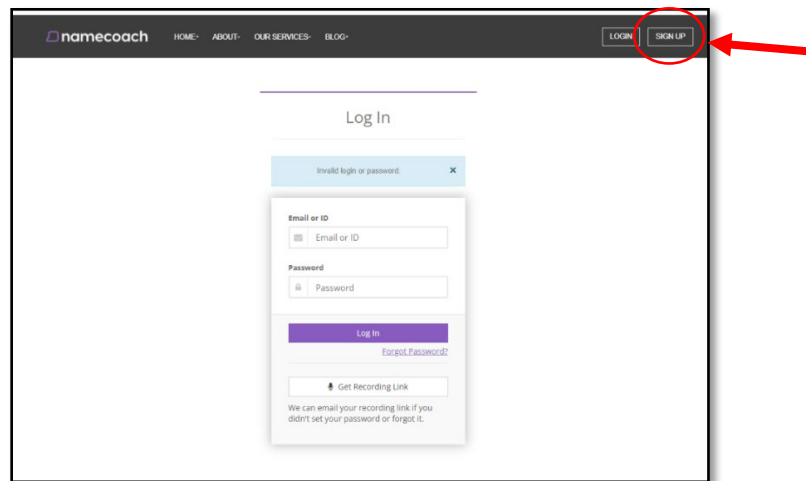 namecoach HOME- ABOUT- OUR SERVICES- BLOG- LOGIN SIGN UP
Log In
Invalid login or password. ×
Email or ID
Email or ID
Password
Password
Log In
Forgot Password?
Get Recording Link
We can email your recording link if you
didn't set your password or forgot it.